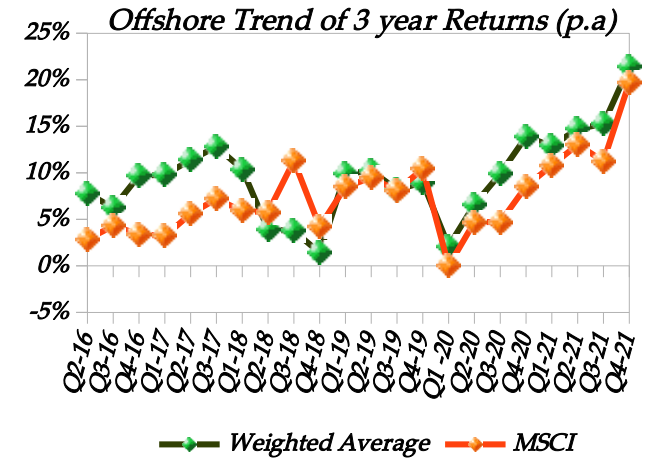 Offshore Trend of 3 year Returns (p.a)
25%
20%
15%
10%
5%
0%
-5%
Q2-16
Q3-16
Q4-16
Q1-17
Q2-17
Q3-17
Q1-18
Q2-18
Q3-18
Q4-18
Q1-19
Q2-19
Q3-19
Q4-19
Q1 -20
Q2-20
Q3-20
Q4-20
Q1-21
Q2-21
Q3-21
Q4-21
Weighted Average
MSCI